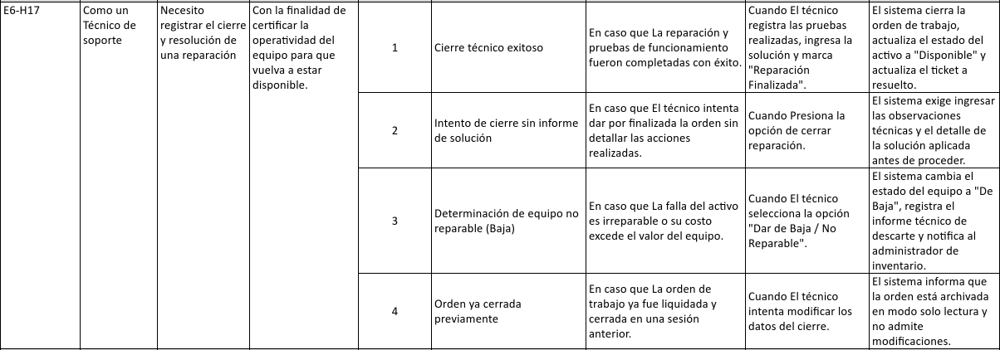 E6-H17
Como un
Técnico de
soporte
Necesito
registrar el cierre
y resolución de
una reparación
Con la finalidad de
certificar la
operatividad del
equipo para que
vuelva a estar
disponible.
1
Cierre técnico exitoso
En caso que La reparación y
pruebas de funcionamiento
fueron completadas con éxito.
Cuando El técnico
registra las pruebas
realizadas, ingresa la
solución y marca
"Reparación
Finalizada".
El sistema cierra la
orden de trabajo,
actualiza el estado del
activo a "Disponible" y
actualiza el ticket a
resuelto.
2
Intento de cierre sin informe
de solución
En caso que El técnico intenta
dar por finalizada la orden sin
detallar las acciones
realizadas.
Cuando Presiona la
opción de cerrar
reparación.
El sistema exige ingresar
las observaciones
técnicas y el detalle de
la solución aplicada
antes de proceder.
3
Determinación de equipo no
reparable (Baja)
En caso que La falla del activo
es irreparable o su costo
excede el valor del equipo.
Cuando El técnico
selecciona la opción
"Dar de Baja / No
Reparable".
El sistema cambia el
estado del equipo a "De
Baja", registra el
informe técnico de
descarte y notifica al
administrador de
inventario.
4
Orden ya cerrada
previamente
En caso que La orden de
trabajo ya fue liquidada y
cerrada en una sesión
anterior.
Cuando El técnico
intenta modificar los
datos del cierre.
El sistema informa que
la orden está archivada
en modo solo lectura y
no admite
modificaciones.